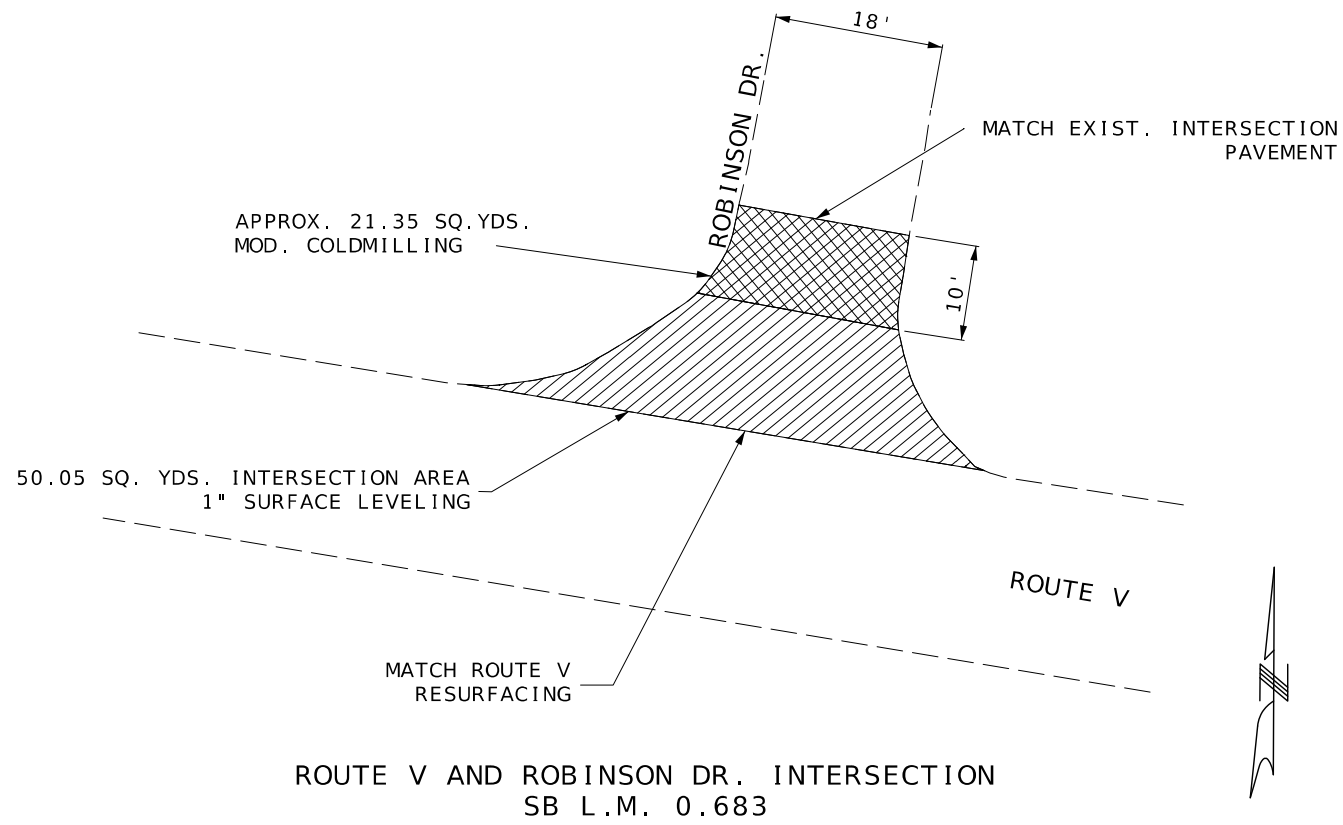 18'
ROBINSON DR.
MATCH EXIST. INTERSECTION
PAVEMENT
APPROX. 21.35 SQ.YDS.
MOD. COLDMILLING
10'
50.05 SQ. YDS. INTERSECTION AREA
1" SURFACE LEVELING
ROUTE V
MATCH ROUTE V
RESURFACING
N
ROUTE V AND ROBINSON DR. INTERSECTION
SB L.M. 0.683